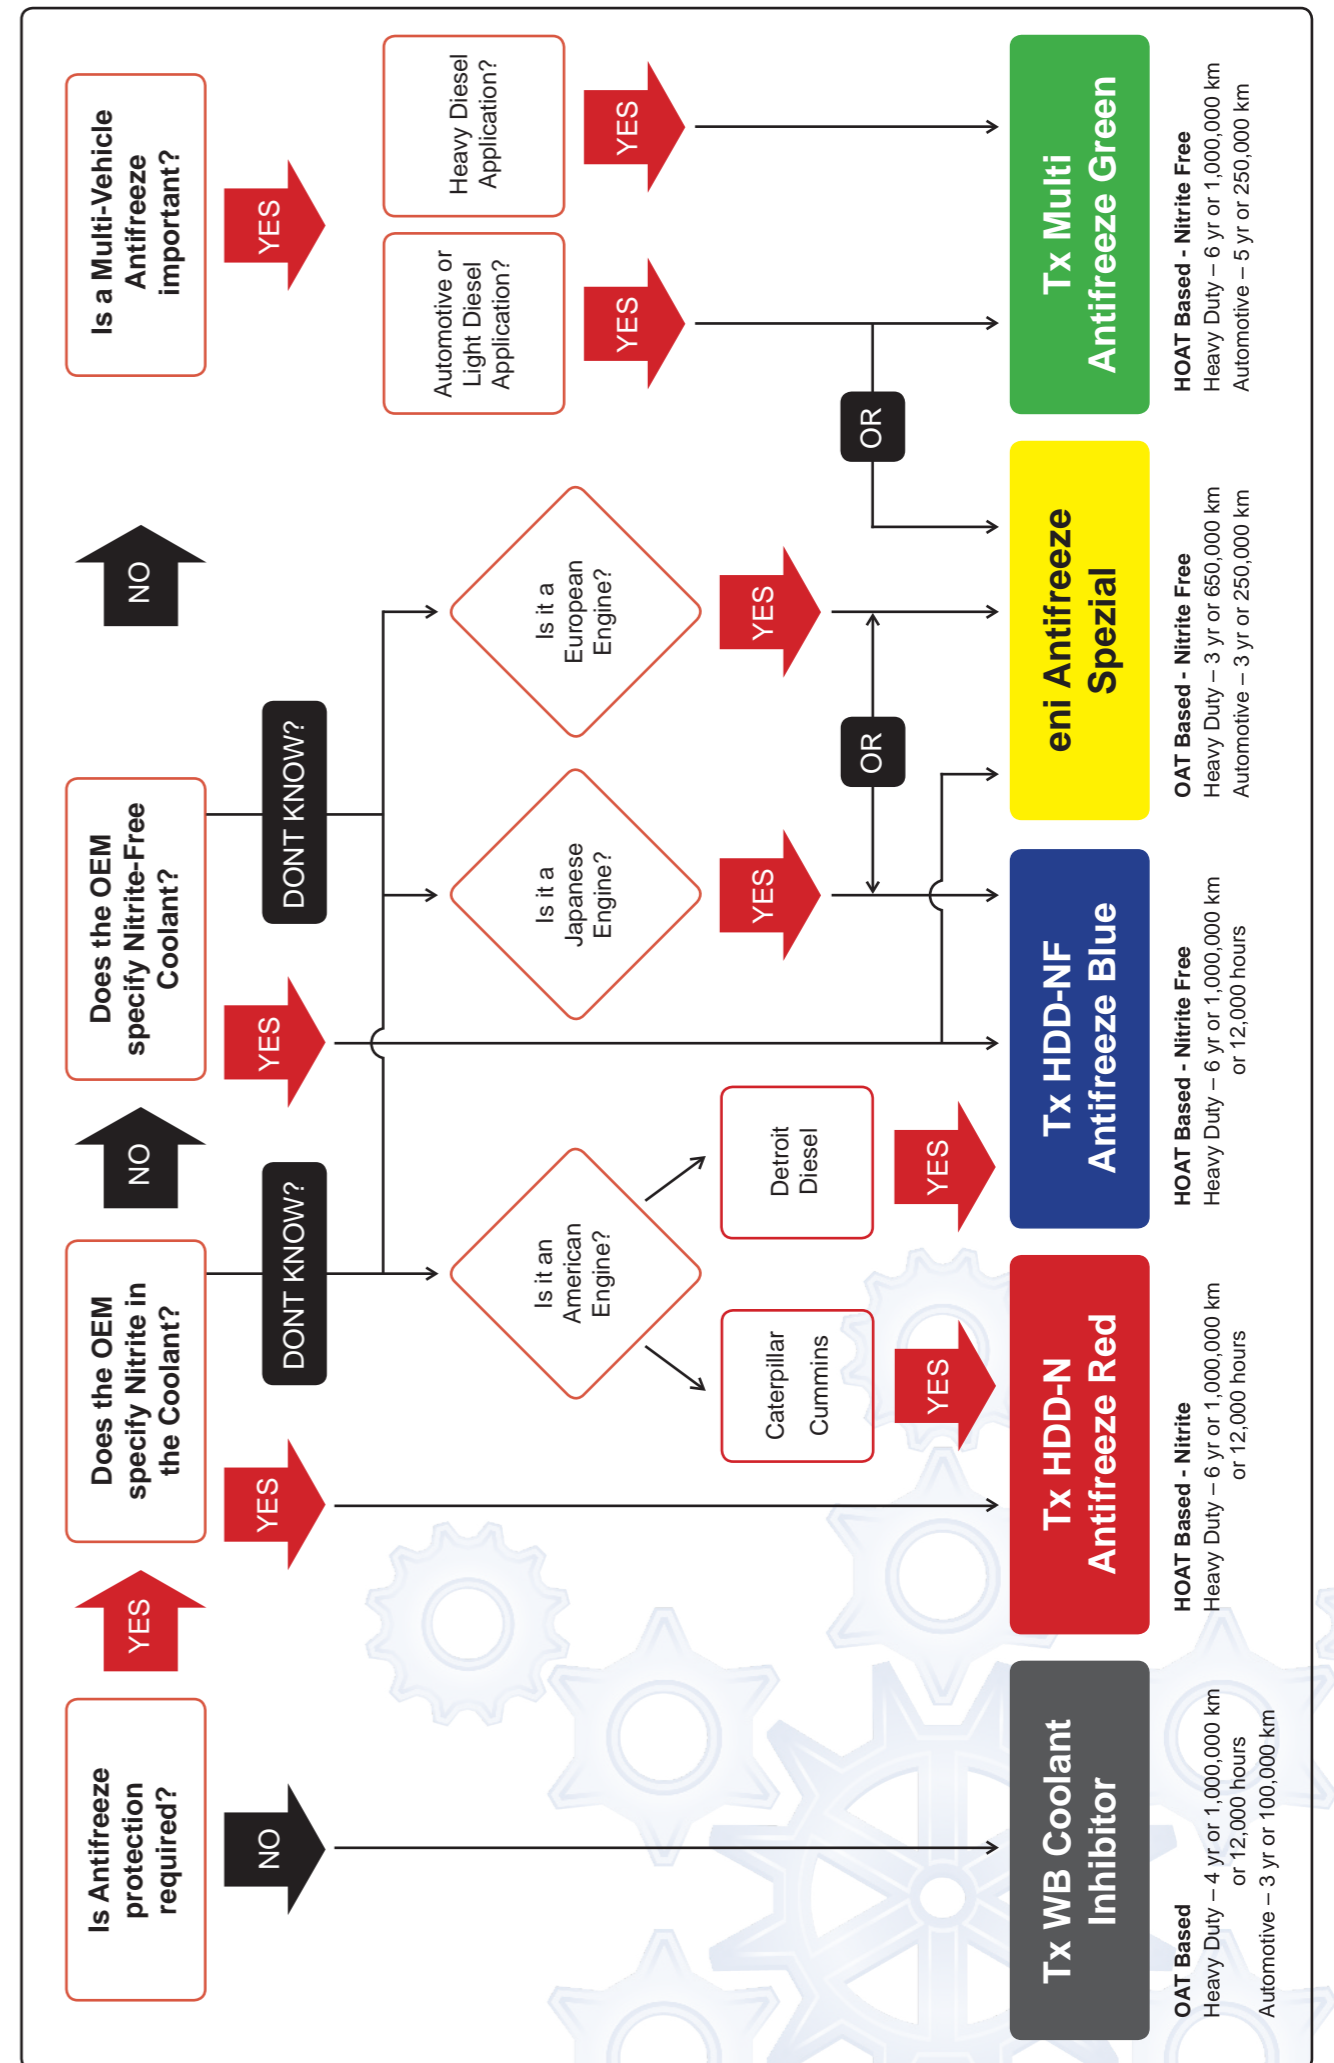 Is Antifreeze
protection
required?
YES
Does the OEM
specify Nitrite in
the Coolant?
NO
Does the OEM
specify Nitrite-Free
Coolant?
NO
Is a Multi-Vehicle
Antifreeze
important?
NO
YES
DONT KNOW?
YES
DONT KNOW?
YES
Is it an
American
Engine?
Is it a
Japanese
Engine?
Is it a
European
Engine?
Automotive or
Light Diesel
Application?
Heavy Diesel
Application?
Caterpillar
Cummins
Detroit
Diesel
YES
YES
YES
YES
YES
YES
OR
OR
Tx WB Coolant
Inhibitor
OAT Based
Heavy Duty – 4 yr or 1,000,000 km
or 12,000 hours
Automotive – 3 yr or 100,000 km
Tx HDD-N
Antifreeze Red
HOAT Based - Nitrite
Heavy Duty – 6 yr or 1,000,000 km
or 12,000 hours
Tx HDD-NF
Antifreeze Blue
HOAT Based - Nitrite Free
Heavy Duty – 6 yr or 1,000,000 km
or 12,000 hours
eni Antifreeze
Spezial
OAT Based - Nitrite Free
Heavy Duty – 3 yr or 650,000 km
Automotive – 3 yr or 250,000 km
Tx Multi
Antifreeze Green
HOAT Based - Nitrite Free
Heavy Duty – 6 yr or 1,000,000 km
Automotive – 5 yr or 250,000 km